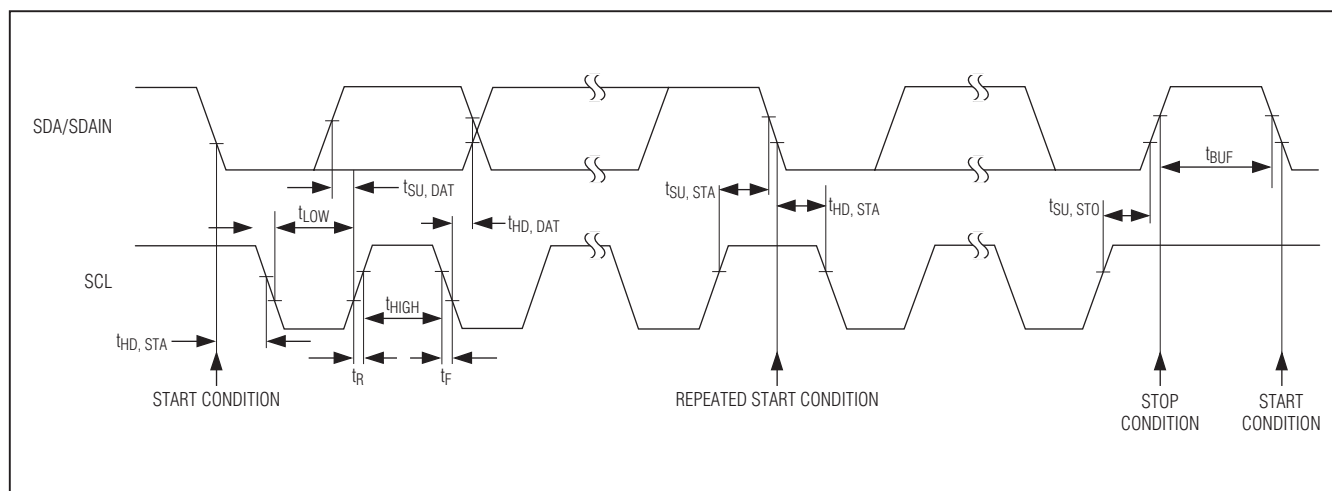 SDA/SDAIN
tSU, DAT
tLOW
tHD, DAT
tSU, STA
tHD, STA
tBUF
tSU, STO
SCL
tHIGH
tHD, STA
tR
tF
START CONDITION
REPEATED START CONDITION
STOP
CONDITION
START
CONDITION